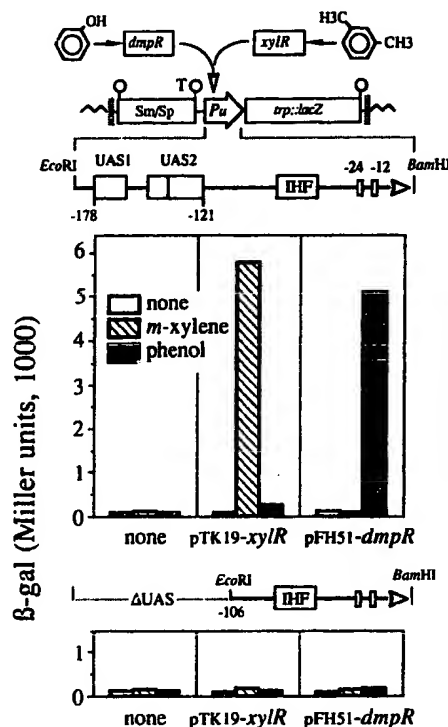 OH
dmpR
xylR
H3C
CH3
T
Sm/Sp
Pu
trp::lacZ
EcoRI
UAS1
UAS2
IHF
-24
-12
BamHI
-178
-121
ß-gal (Miller units, 1000)
6
5
4
3
2
1
0
none
m-xylene
phenol
none
pTK19-xylR
pFH51-dmpR
ΔUAS
EcoRI
-106
IHF
BamHI
1
0
none
pTK19-xylR
pFH51-dmpR